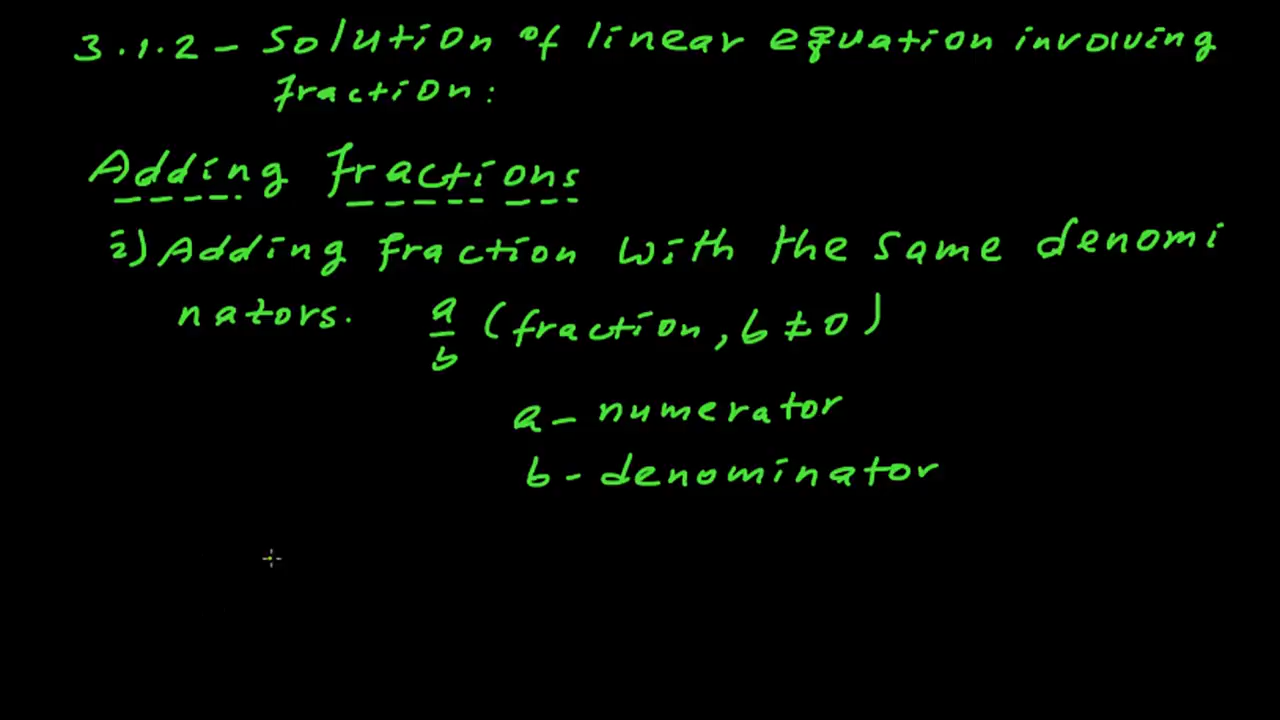 3.1.2 - Solution of linear equation involving
fraction:
Adding fractions
i) Adding fraction with the same denomi
nators. a/b (fraction, b ≠ 0)
a - numerator
b - denominator